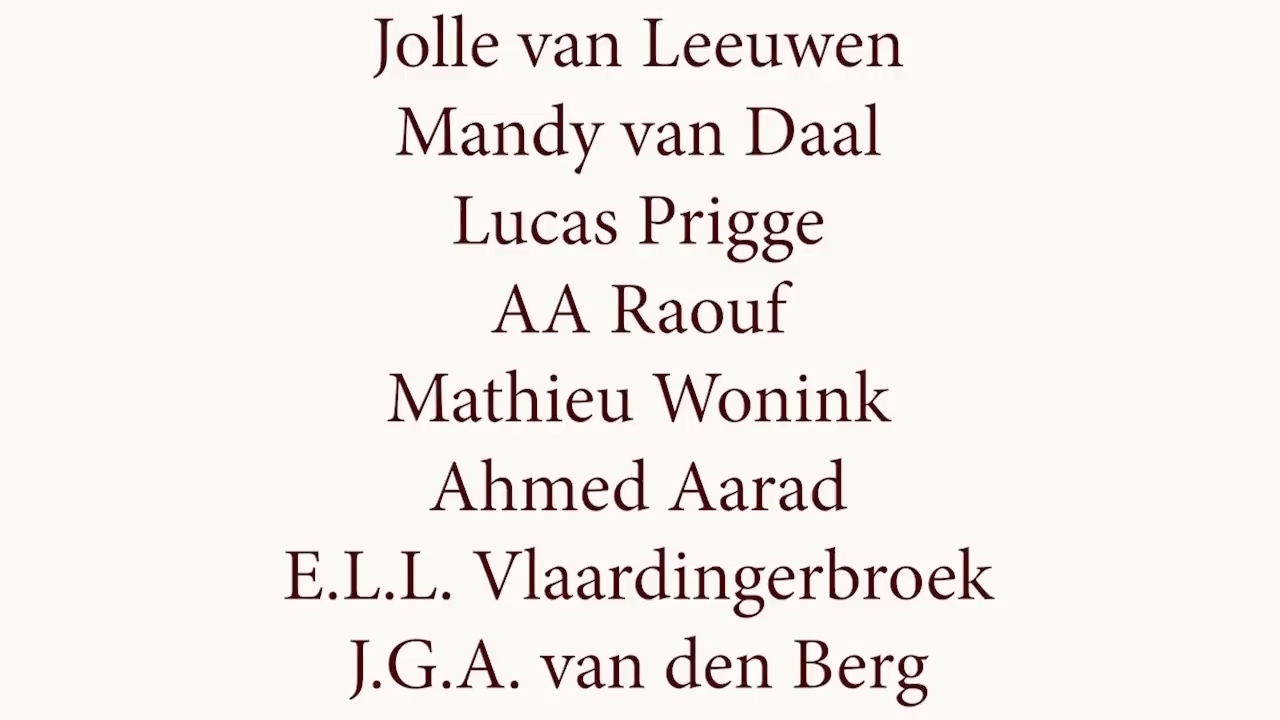 Jolle van Leeuwen
Mandy van Daal
Lucas Prigge
AA Raouf
Mathieu Wonink
Ahmed Aarad
E.L.L. Vlaardingerbroek
J.G.A. van den Berg